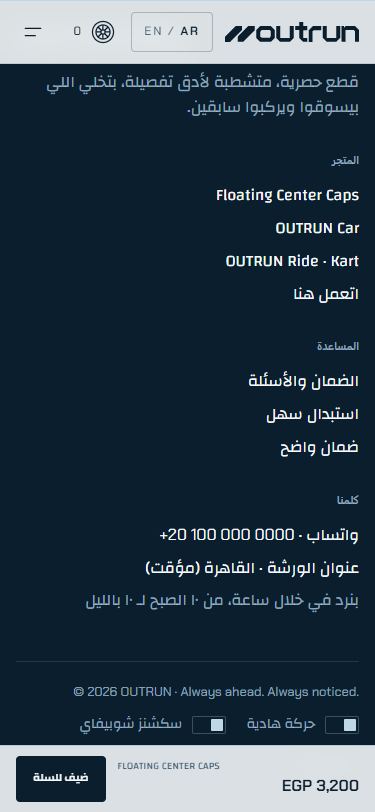 outrun
EN / AR
0
قطع حصرية، متشطبة لأدق تفصيلة، بتخلي اللي
بيسوقوا ويركبوا سابقين.
المتجر
Floating Center Caps
OUTRUN Car
OUTRUN Ride · Kart
اتعمل هنا
المساعدة
الضمان والأسئلة
استبدال سهل
ضمان واضح
كلمنا
واتساب · 0000 000 100 20+
عنوان الورشة · القاهرة (مؤقت)
بنرد في خلال ساعة، من ١٠ الصبح لـ ١٠ بالليل
© 2026 OUTRUN · Always ahead. Always noticed.
حركة هادية
سكشنز شوبيفاي
EGP 3,200
FLOATING CENTER CAPS
ضيف للسلة